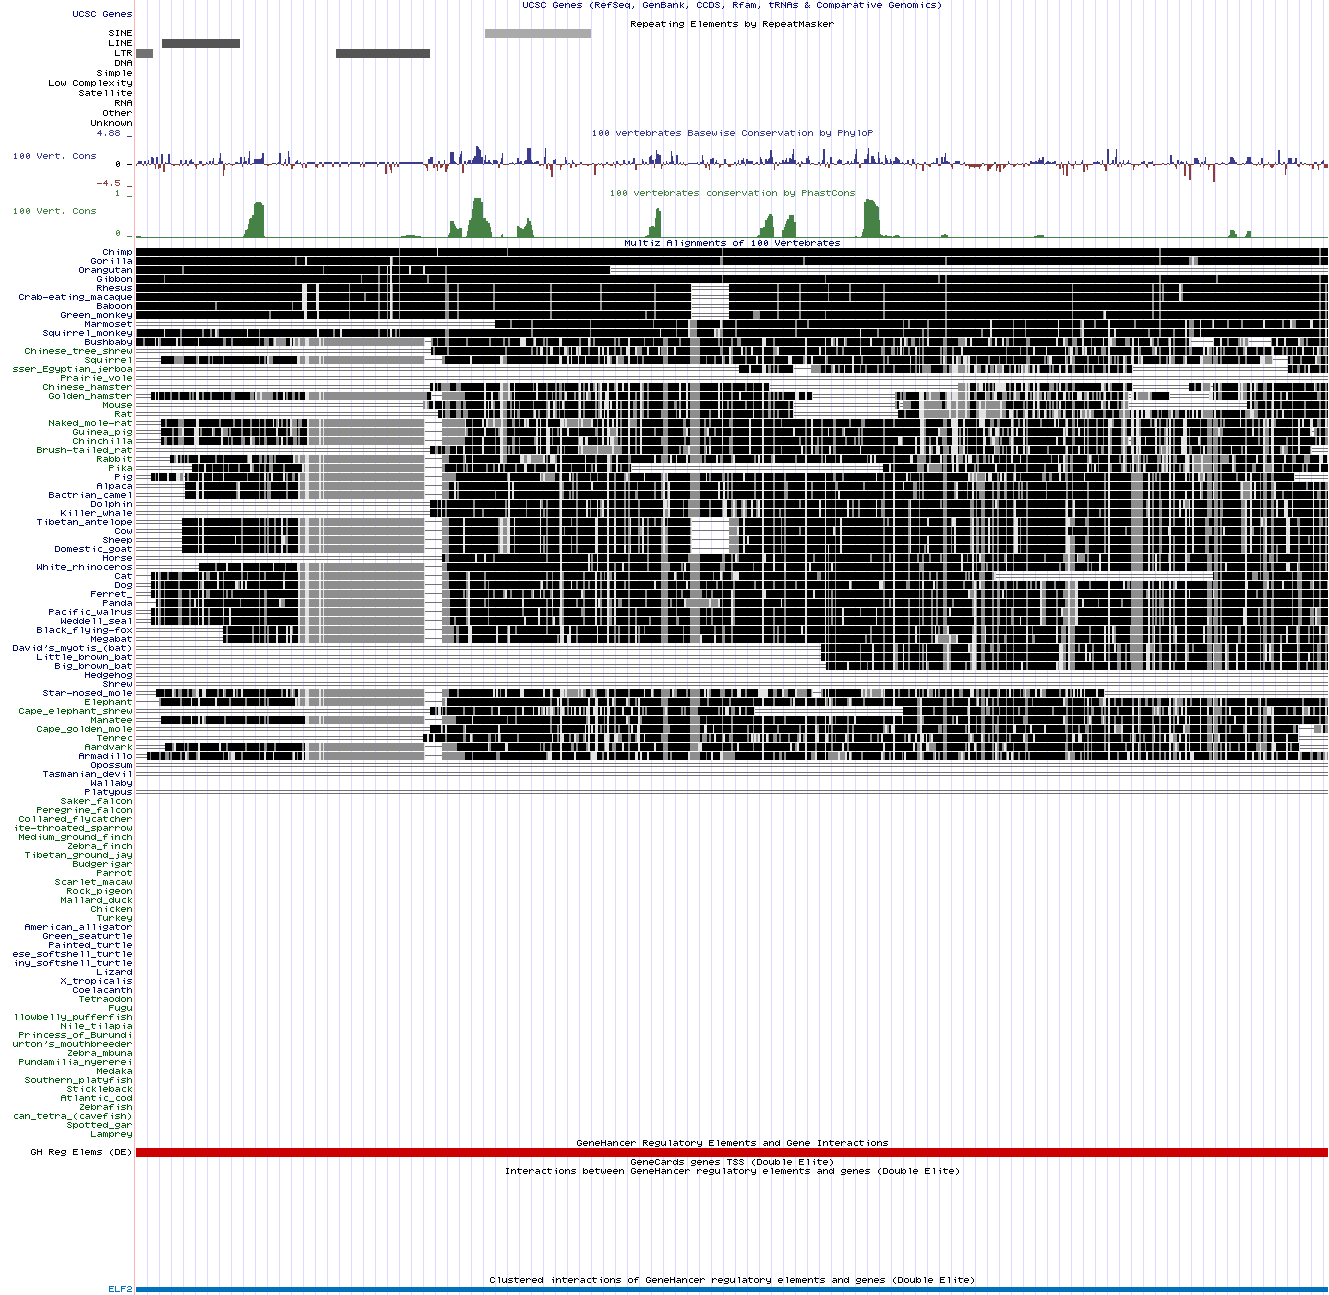 UCSC Genes (RefSeq, GenBank, CCDS, Rfam, tRNAs & Comparative Genomics)
UCSC Genes
Repeating Elements by RepeatMasker
SINE
LINE
LTR
DNA
Simple
Low Complexity
Satellite
RNA
Other
Unknown
4.88 _
100 vertebrates Basewise Conservation by PhyloP
100 Vert. Cons
0 _
-4.5 _
100 vertebrates conservation by PhastCons
1 _
100 Vert. Cons
0 _
Multiz Alignments of 100 Vertebrates
Chimp
Gorilla
Orangutan
Gibbon
Rhesus
Crab-eating_macaque
Baboon
Green_monkey
Marmoset
Squirrel_monkey
Bushbaby
Chinese_tree_shrew
Squirrel
sser_Egyptian_jerboa
Prairie_vole
Chinese_hamster
Golden_hamster
Mouse
Rat
Naked_mole-rat
Guinea_pig
Chinchilla
Brush-tailed_rat
Rabbit
Pika
Pig
Alpaca
Bactrian_camel
Dolphin
Killer_whale
Tibetan_antelope
Cow
Sheep
Domestic_goat
Horse
White_rhinoceros
Cat
Dog
Ferret_
Panda
Pacific_walrus
Weddell_seal
Black_flying-fox
Megabat
David's_myotis_(bat)
Little_brown_bat
Big_brown_bat
Hedgehog
Shrew
Star-nosed_mole
Elephant
Cape_elephant_shrew
Manatee
Cape_golden_mole
Tenrec
Aardvark
Armadillo
Opossum
Tasmanian_devil
Wallaby
Platypus
Saker_falcon
Peregrine_falcon
Collared_flycatcher
ite-throated_sparrow
Medium_ground_finch
Zebra_finch
Tibetan_ground_jay
Budgerigar
Parrot
Scarlet_macaw
Rock_pigeon
Mallard_duck
Chicken
Turkey
American_alligator
Green_seaturtle
Painted_turtle
ese_softshell_turtle
iny_softshell_turtle
Lizard
X_tropicalis
Coelacanth
Tetraodon
Fugu
llowbelly_pufferfish
Nile_tilapia
Princess_of_Burundi
urton's_mouthbreeder
Zebra_mbuna
Pundamilia_nyererei
Medaka
Southern_platyfish
Stickleback
Atlantic_cod
Zebrafish
can_tetra_(cavefish)
Spotted_gar
Lamprey
GeneHancer Regulatory Elements and Gene Interactions
GH Reg Elems (DE)
GeneCards genes TSS (Double Elite)
Interactions between GeneHancer regulatory elements and genes (Double Elite)
Clustered interactions of GeneHancer regulatory elements and genes (Double Elite)
ELF2